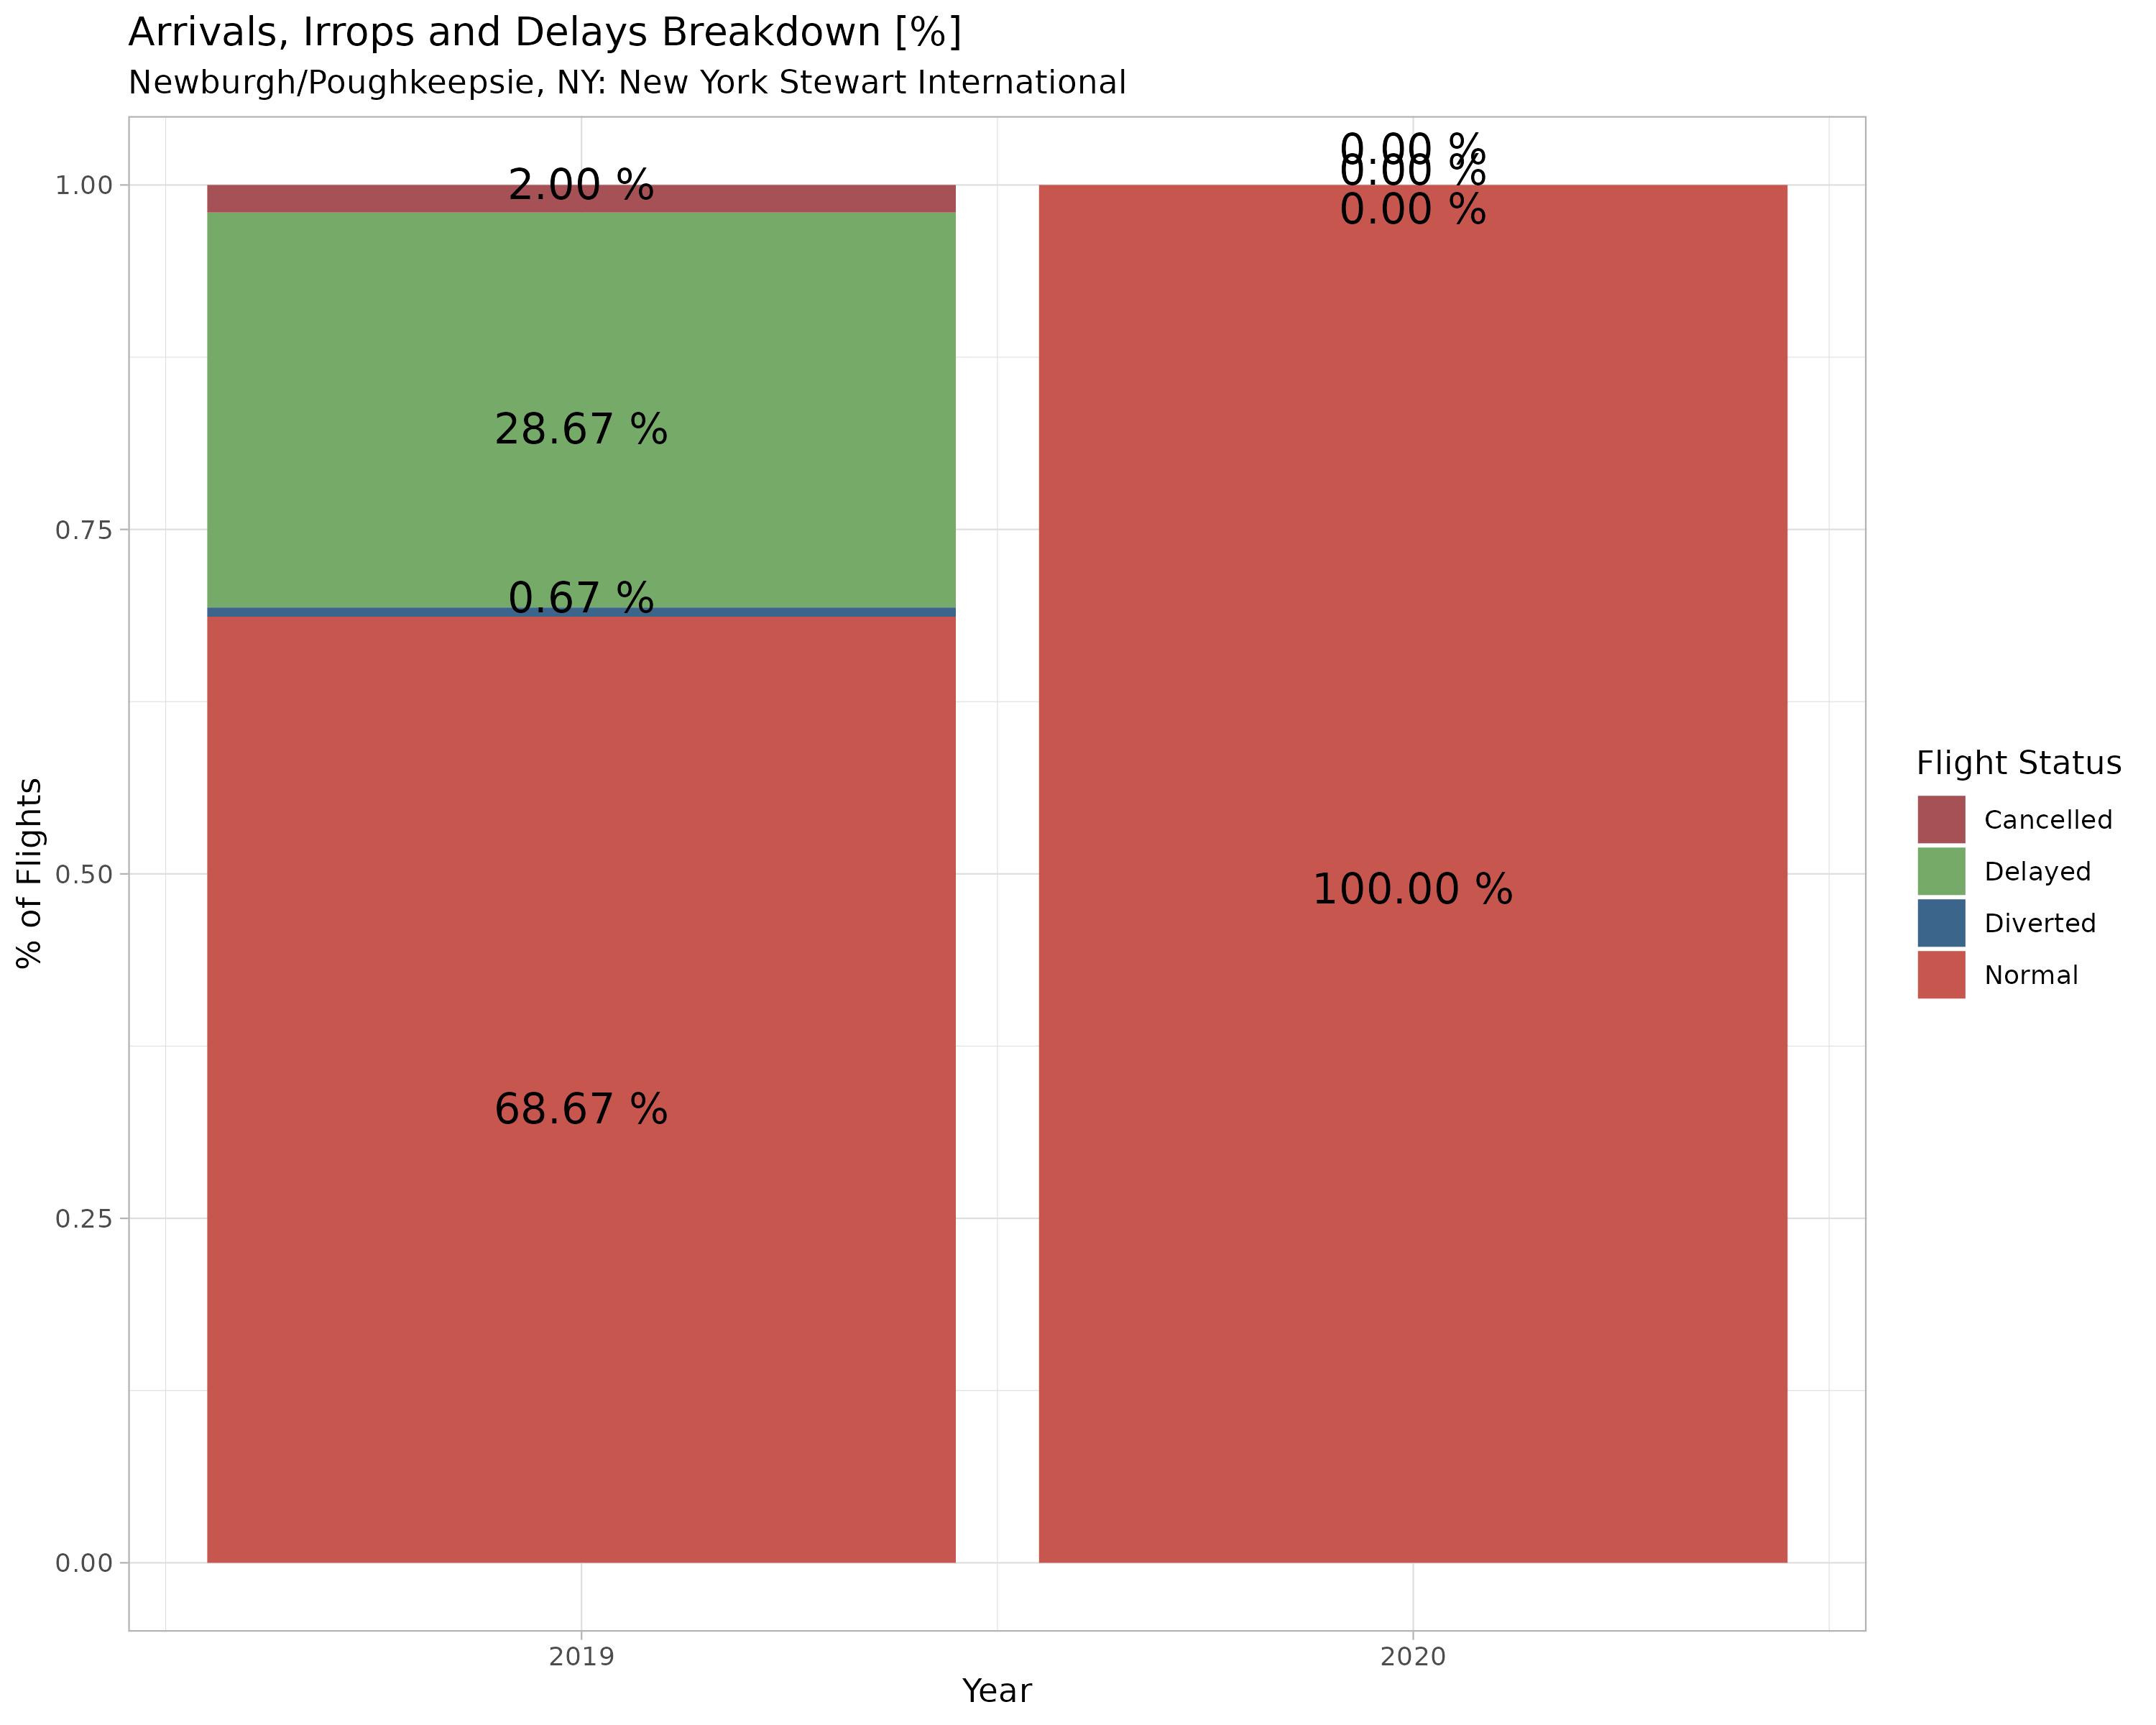 Arrivals, Irrops and Delays Breakdown [%]
Newburgh/Poughkeepsie, NY: New York Stewart International
% of Flights
1.00
0.75
0.50
0.25
0.00
2.00 %
28.67 %
0.67 %
68.67 %
0.00 %
0.00 %
0.00 %
100.00 %
2019
2020
Year
Flight Status
Cancelled
Delayed
Diverted
Normal